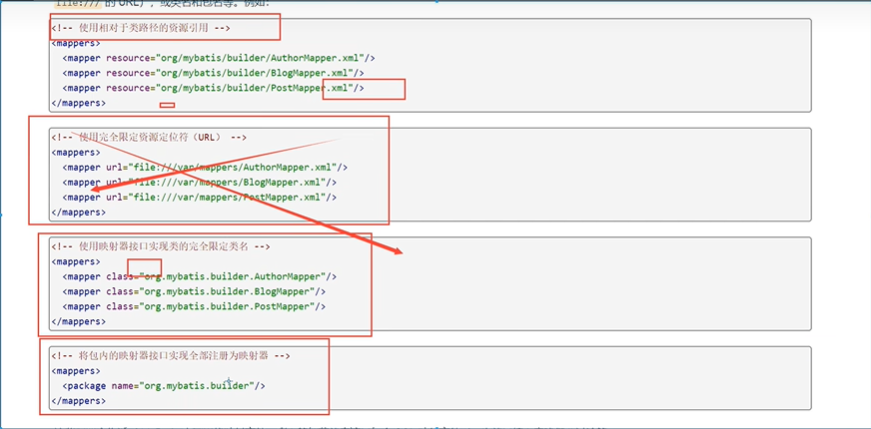 file:/// 的 URL），或类名和包名等。例如：
<!-- 使用相对于类路径的资源引用 -->
<mappers>
<mapper resource="org/mybatis/builder/AuthorMapper.xml"/>
<mapper resource="org/mybatis/builder/BlogMapper.xml"/>
<mapper resource="org/mybatis/builder/PostMapper.xml"/>
</mappers>
<!-- 使用完全限定资源定位符（URL） -->
<mappers>
<mapper url="file:///var/mappers/AuthorMapper.xml"/>
<mapper url="file:///var/mappers/BlogMapper.xml"/>
<mapper url="file:///var/mappers/PostMapper.xml"/>
</mappers>
<!-- 使用映射器接口实现类的完全限定类名 -->
<mappers>
<mapper class="org.mybatis.builder.AuthorMapper"/>
<mapper class="org.mybatis.builder.BlogMapper"/>
<mapper class="org.mybatis.builder.PostMapper"/>
</mappers>
<!-- 将包内的映射器接口实现全部注册为映射器 -->
<mappers>
<package name="org.mybatis.builder"/>
</mappers>